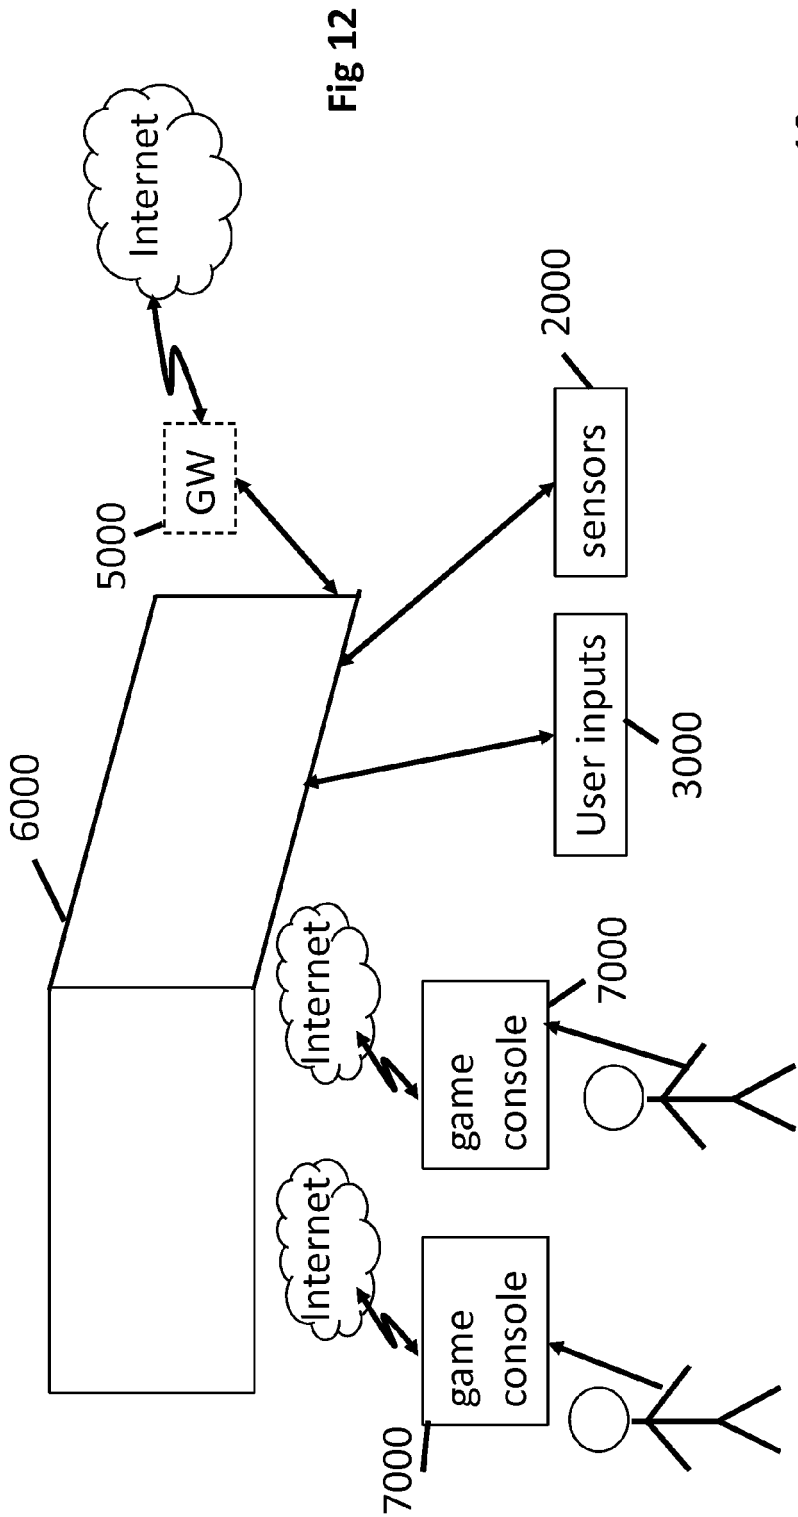 6000
5000
GW
Internet
Internet
Internet
game
console
game
console
7000
7000
User inputs
3000
sensors
2000
Fig 12